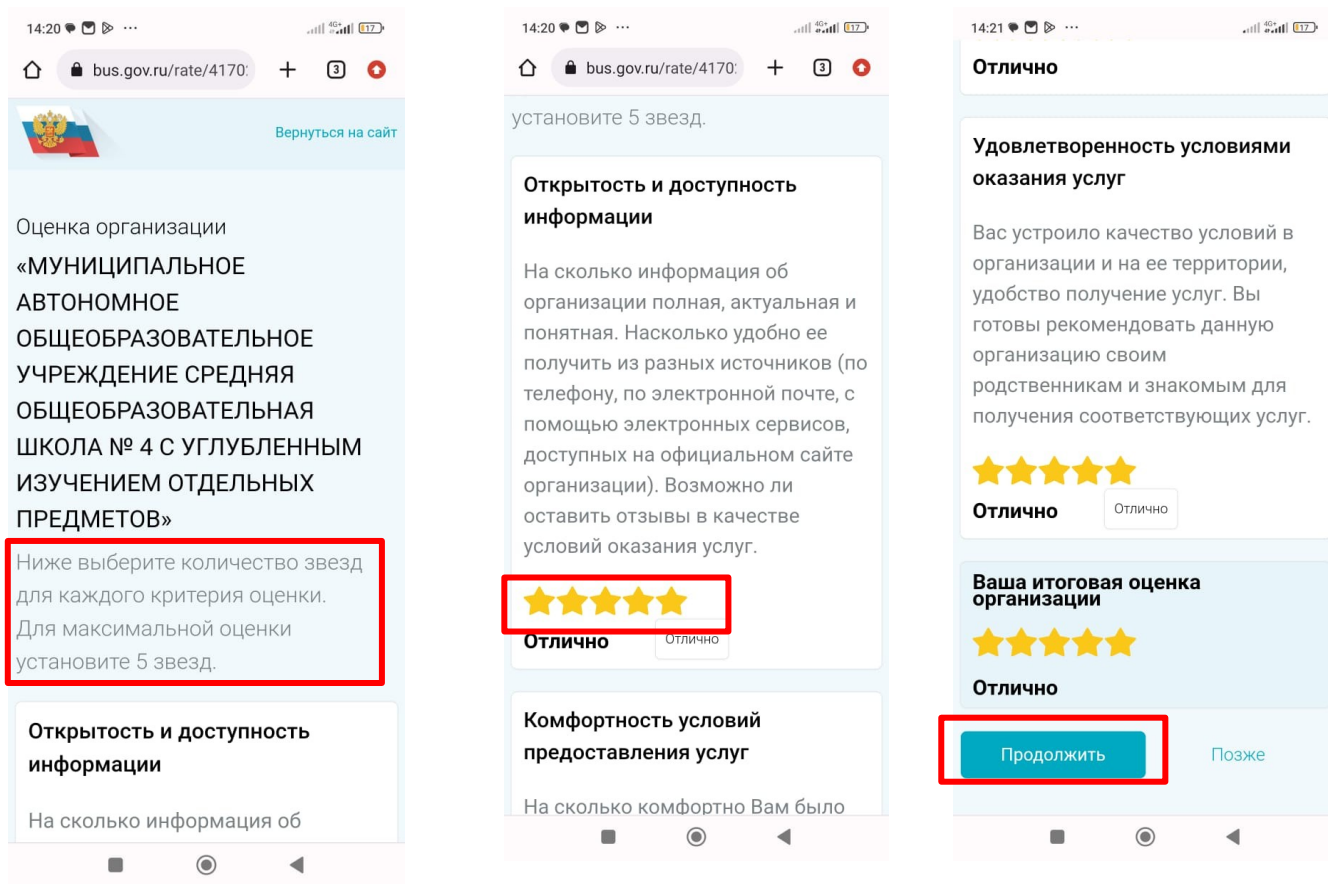 14:20
4G+
17
bus.gov.ru/rate/4170
3
Вернуться на сайт
Оценка организации
«МУНИЦИПАЛЬНОЕ
АВТОНОМНОЕ
ОБЩЕОБРАЗОВАТЕЛЬНОЕ
УЧРЕЖДЕНИЕ СРЕДНЯЯ
ОБЩЕОБРАЗОВАТЕЛЬНАЯ
ШКОЛА № 4 С УГЛУБЛЕННЫМ
ИЗУЧЕНИЕМ ОТДЕЛЬНЫХ
ПРЕДМЕТОВ»
Ниже выберите количество звезд
для каждого критерия оценки.
Для максимальной оценки
установите 5 звезд.
Открытость и доступность
информации
На сколько информация об
14:20
4G+
17
bus.gov.ru/rate/4170
3
установите 5 звезд.
Открытость и доступность
информации
На сколько информация об
организации полная, актуальная и
понятная. Насколько удобно ее
получить из разных источников (по
телефону, по электронной почте, с
помощью электронных сервисов,
доступных на официальном сайте
организации). Возможно ли
оставить отзывы в качестве
условий оказания услуг.
Отлично
Отлично
Комфортность условий
предоставления услуг
На сколько комфортно Вам было
14:21
4G+
17
Отлично
Удовлетворенность условиями
оказания услуг
Вас устроило качество условий в
организации и на ее территории,
удобство получение услуг. Вы
готовы рекомендовать данную
организацию своим
родственникам и знакомым для
получения соответствующих услуг.
Отлично
Отлично
Ваша итоговая оценка
организации
Отлично
Продолжить
Позже